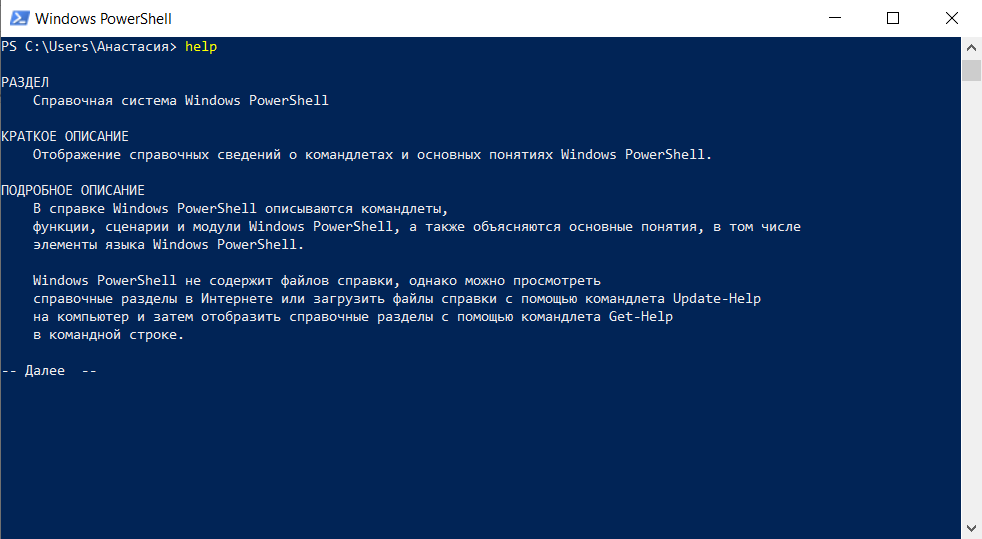 Windows PowerShell
PS C:\Users\Анастасия> help
РАЗДЕЛ
Справочная система Windows PowerShell
КРАТКОЕ ОПИСАНИЕ
Отображение справочных сведений о командлетах и основных понятиях Windows PowerShell.
ПОДРОБНОЕ ОПИСАНИЕ
В справке Windows PowerShell описываются командлеты,
функции, сценарии и модули Windows PowerShell, а также объясняются основные понятия, в том числе
элементы языка Windows PowerShell.
Windows PowerShell не содержит файлов справки, однако можно просмотреть
справочные разделы в Интернете или загрузить файлы справки с помощью командлета Update-Help
на компьютер и затем отобразить справочные разделы с помощью командлета Get-Help
в командной строке.
-- Далее  --